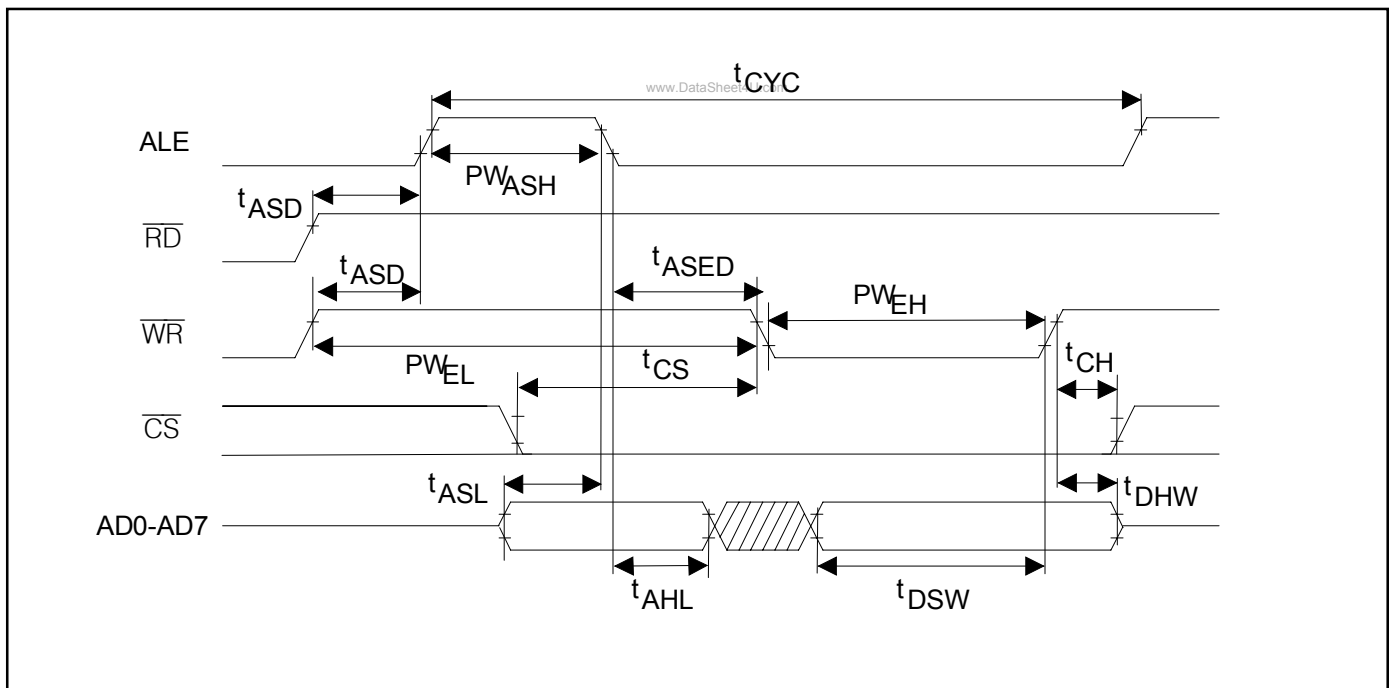 tCYC
www.DataSheet4U.com
ALE
PWASH
tASD
RD
tASD
tASED
PWEH
WR
PWEL
tCS
tCH
CS
tASL
tDHW
AD0-AD7
tAHL
tDSW